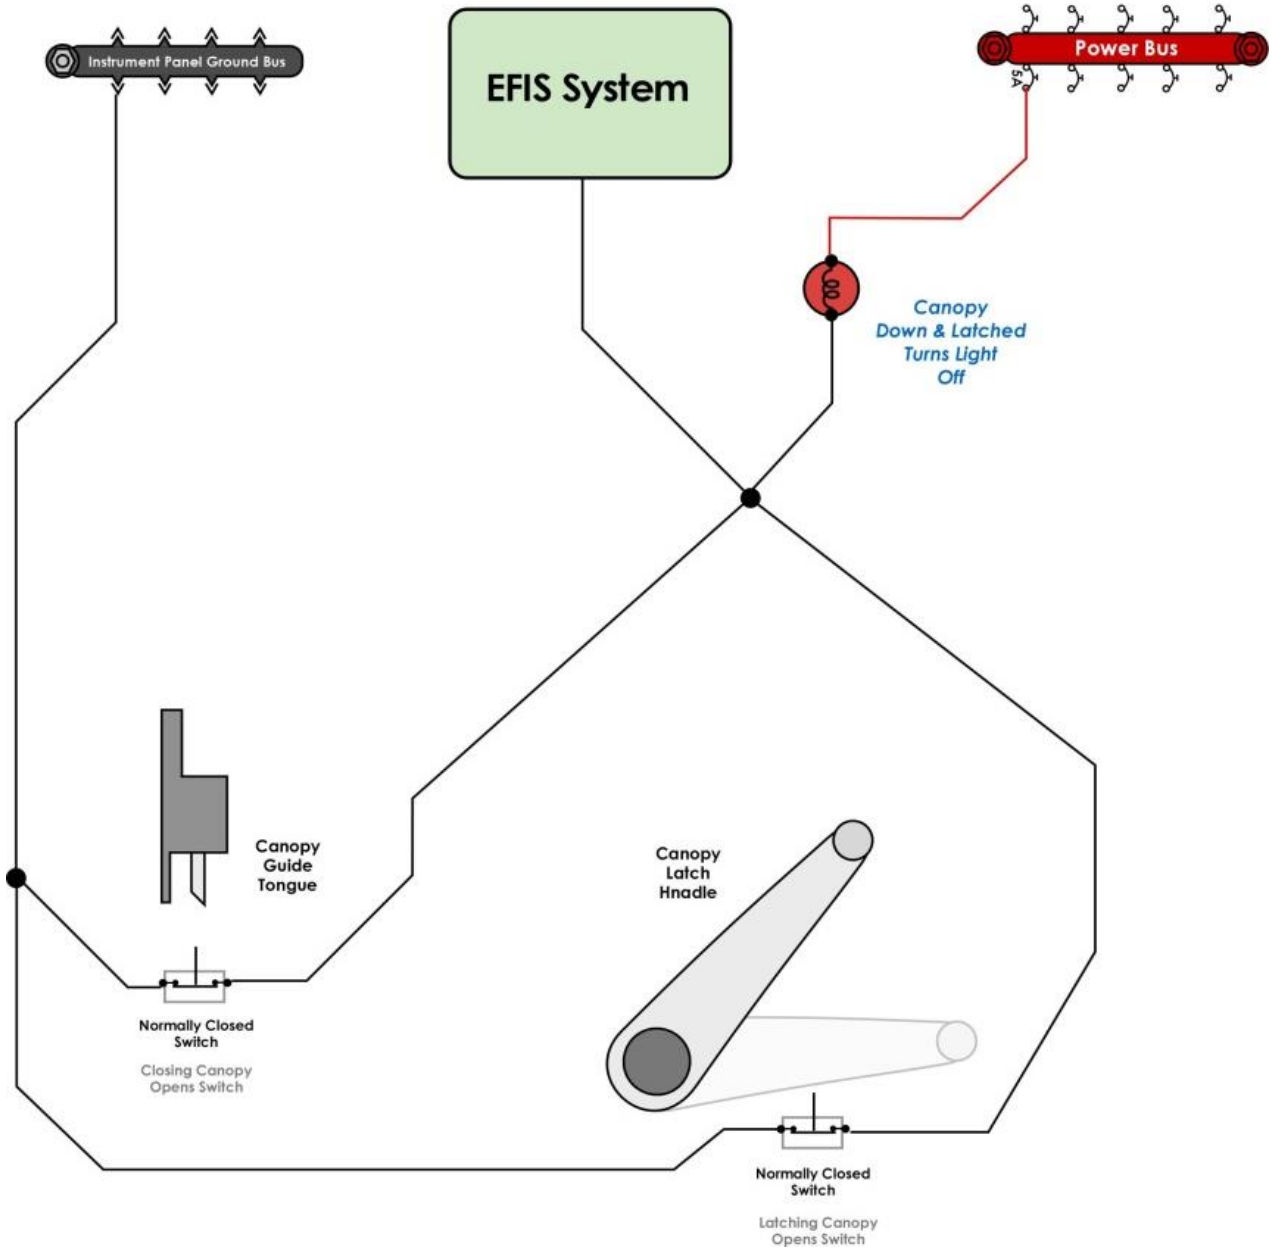 Instrument Panel Ground Bus
EFIS System
Power Bus
5A
Canopy
Down & Latched
Turns Light
Off
Canopy
Guide
Tongue
Canopy
Latch
Hnadle
Normally Closed
Switch
Closing Canopy
Opens Switch
Normally Closed
Switch
Latching Canopy
Opens Switch